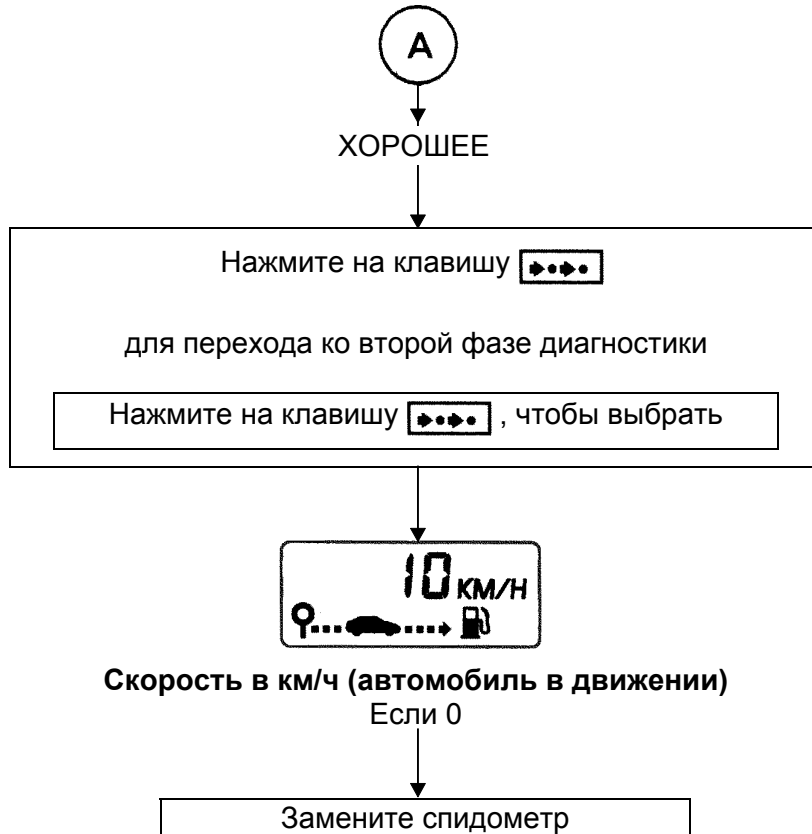 A
ХОРОШЕЕ
Нажмите на клавишу
для перехода ко второй фазе диагностики
Нажмите на клавишу , чтобы выбрать
10 KM/H
Скорость в км/ч (автомобиль в движении)
Если 0
Замените спидометр